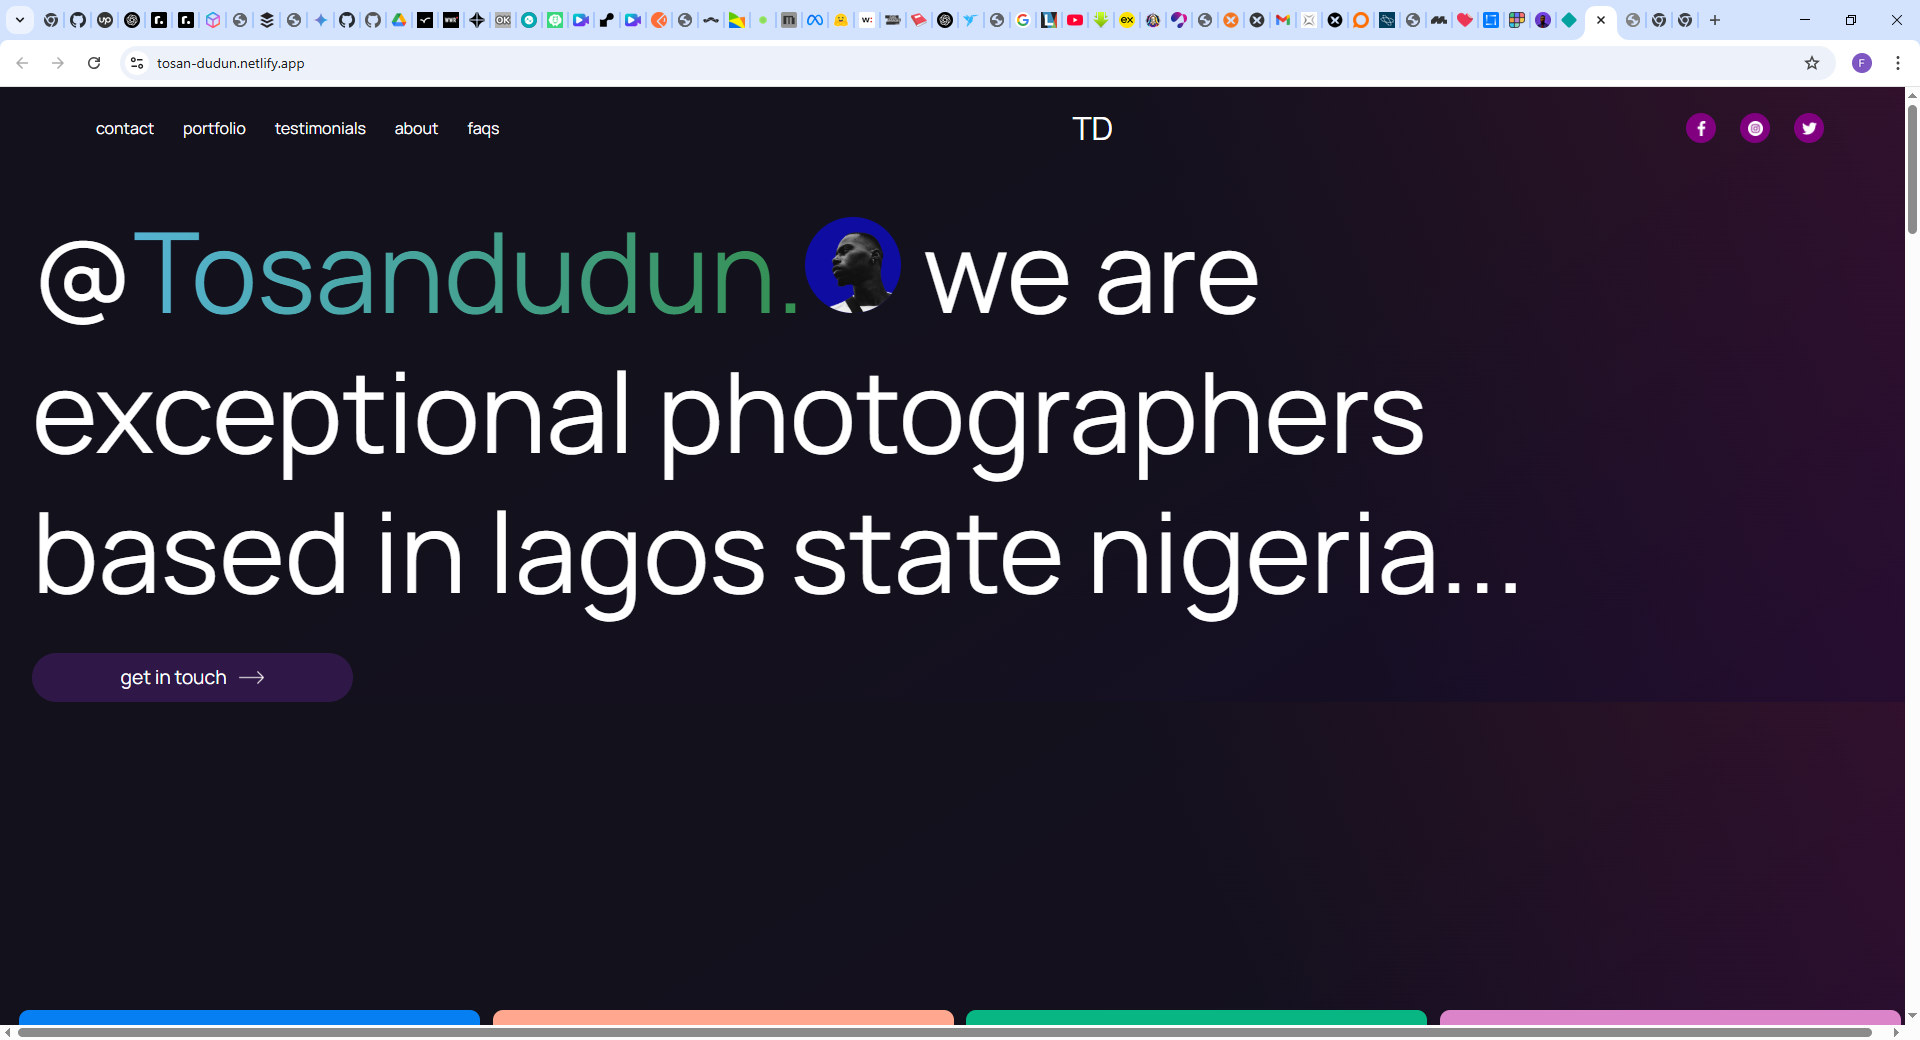 tosan-dudun.netlify.app
F
contact portfolio testimonials about faqs
TD
@Tosandudun. we are
exceptional photographers
based in lagos state nigeria...
get in touch